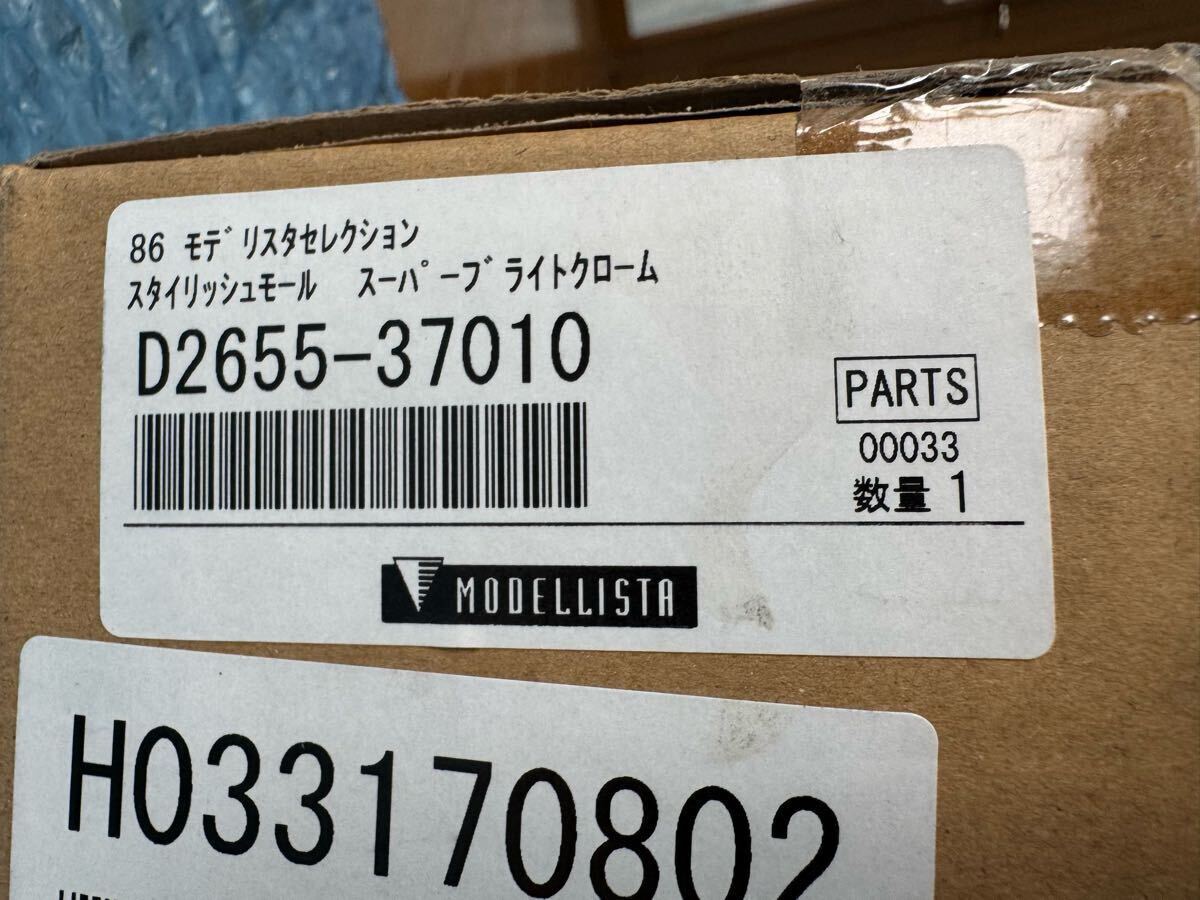 86 モデリスタセレクション
スタイリッシュモール スーパーブライトクローム
D2655-37010
PARTS
00033
数量 1
MODELLISTA
H033170802